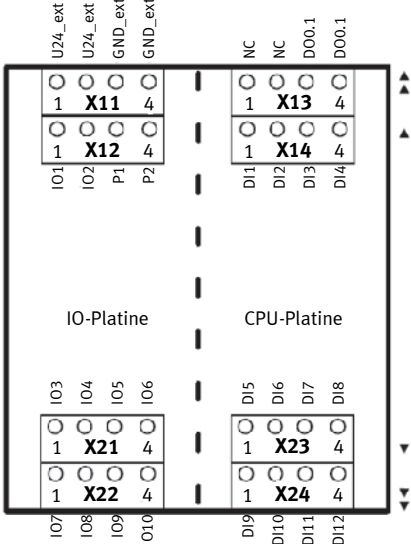 U24_ext U24_ext GND_ext GND_ext NC NC DO0.1 DO0.1
1 X11 4 1 X13 4
1 X12 4 1 X14 4
IO1 IO2 P1 P2 DI1 DI2 DI3 DI4
IO-Platine CPU-Platine
IO3 IO4 IO5 IO6 DI5 DI6 DI7 DI8
1 X21 4 1 X23 4
1 X22 4 1 X24 4
IO7 IO8 IO9 O10 DI9 DI10 DI11 DI12